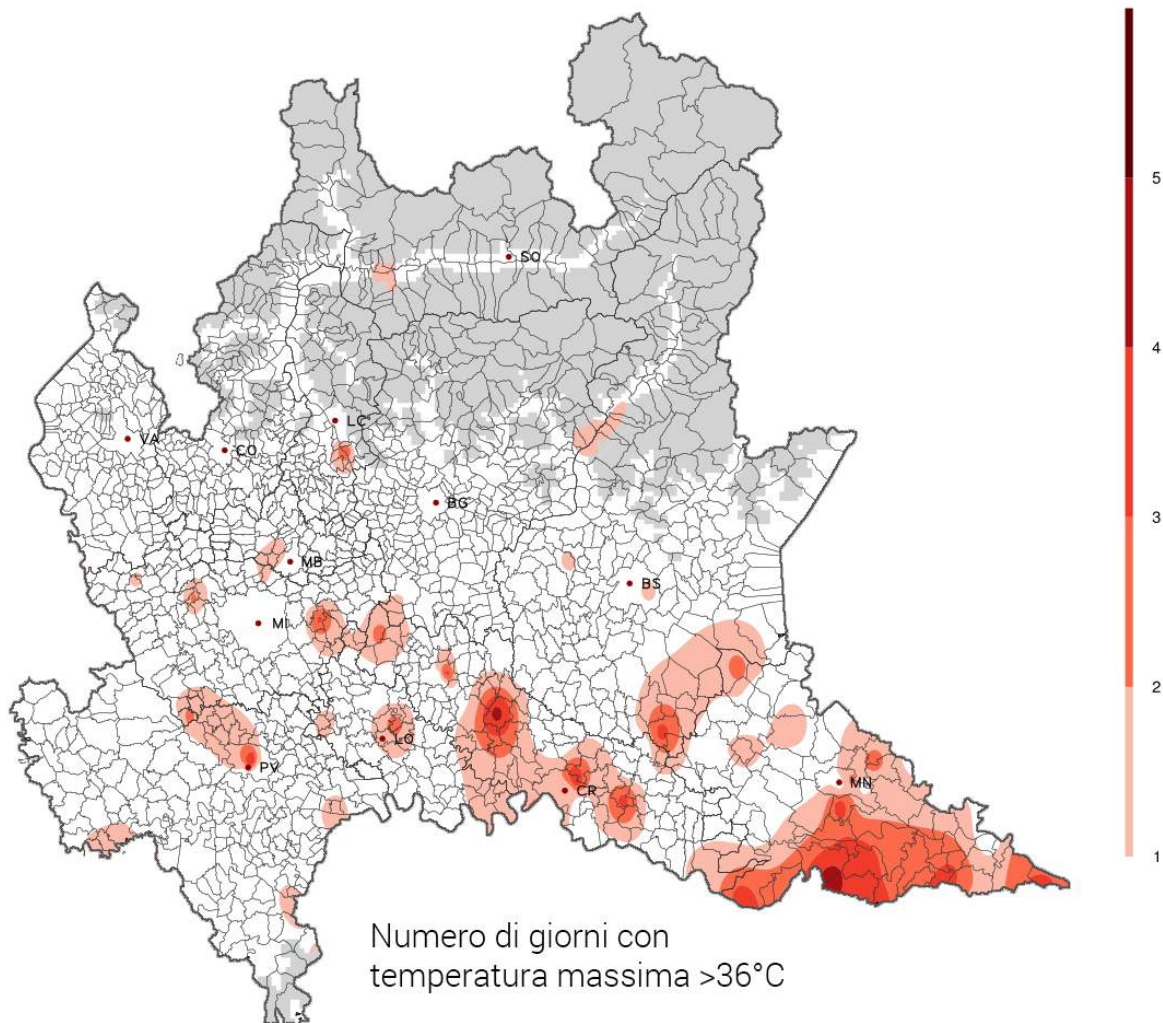 5
SO
4
LC
VA
CO
BG
3
MB
BS
MI
2
LO
PV
MN
CR
1
Numero di giorni con
temperatura massima >36°C